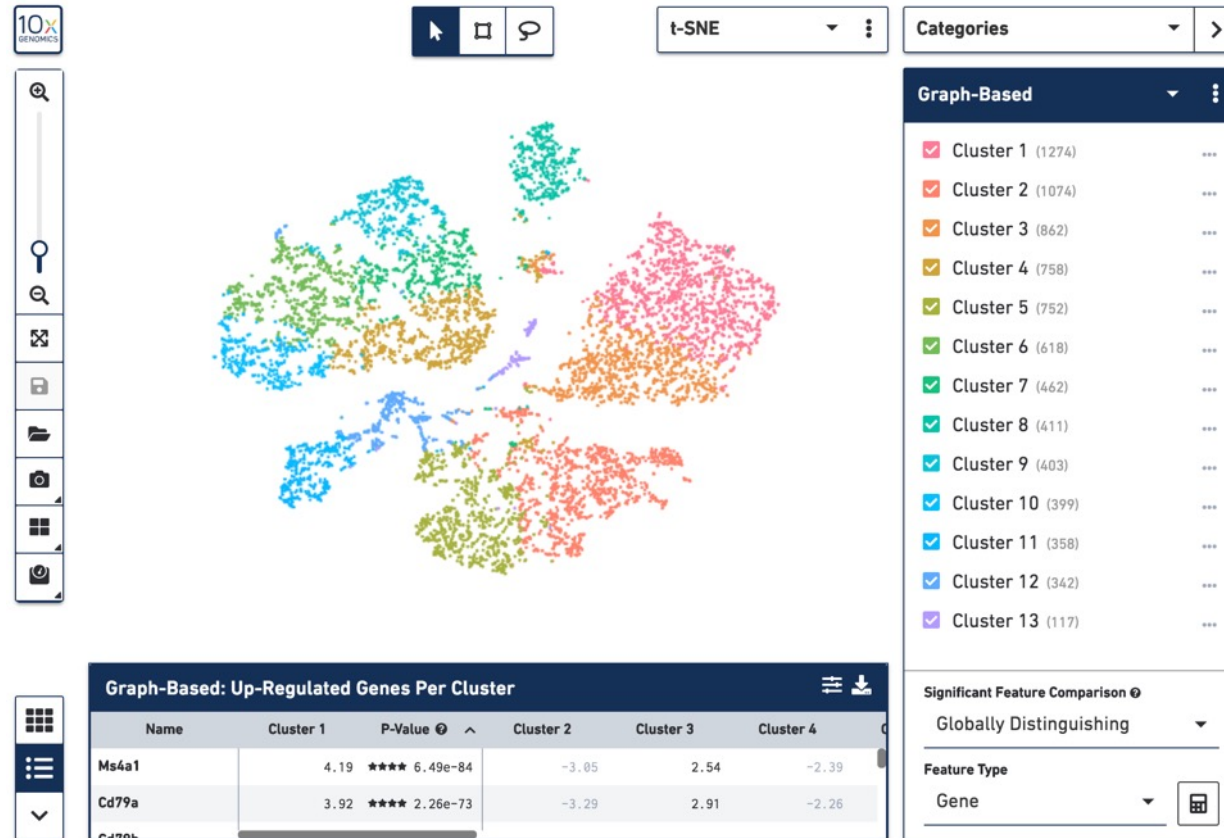 10x
GENOMICS
t-SNE
Categories
Graph-Based
Cluster 1 (1274)
Cluster 2 (1074)
Cluster 3 (862)
Cluster 4 (758)
Cluster 5 (752)
Cluster 6 (618)
Cluster 7 (462)
Cluster 8 (411)
Cluster 9 (403)
Cluster 10 (399)
Cluster 11 (358)
Cluster 12 (342)
Cluster 13 (117)
Significant Feature Comparison ?
Globally Distinguishing
Feature Type
Gene
Graph-Based: Up-Regulated Genes Per Cluster
Name Cluster 1 P-Value ? Cluster 2 Cluster 3 Cluster 4
Ms4a1 4.19 ★★★★ 6.49e-84 -3.05 2.54 -2.39
Cd79a 3.92 ★★★★ 2.26e-73 -3.29 2.91 -2.26